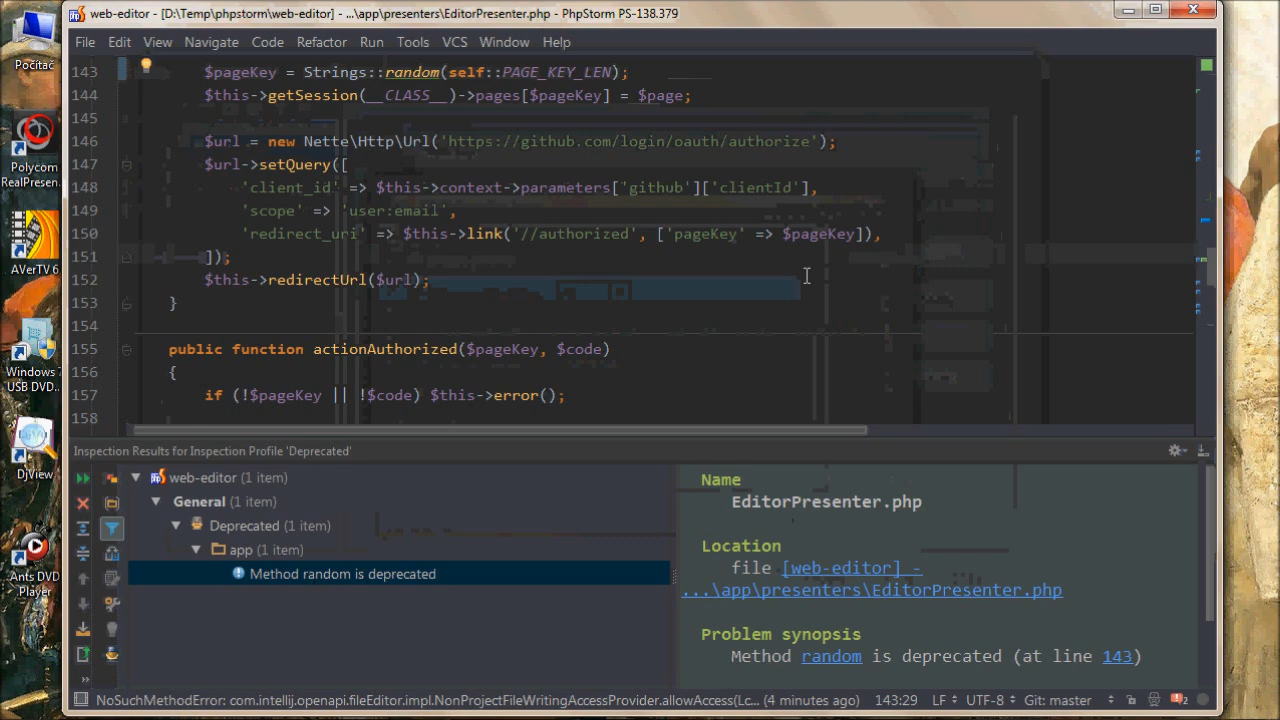 web-editor - [D:\Temp\phpstorm\web-editor] - ...\app\presenters\EditorPresenter.php - PhpStorm PS-138.379
File Edit View Navigate Code Refactor Run Tools VCS Window Help
143 $pageKey = Strings::random(self::PAGE_KEY_LEN);
144 $this->getSession(__CLASS__)->pages[$pageKey] = $page;
145
146 $url = new Nette\Http\Url('https://github.com/login/oauth/authorize');
147 $url->setQuery([
148 'client_id' => $this->context->parameters['github']['clientId'],
149 'scope' => 'user:email',
150 'redirect_uri' => $this->link('//authorized', ['pageKey' => $pageKey]),
151 ]);
152 $this->redirectUrl($url);
153 }
154
155 public function actionAuthorized($pageKey, $code)
156 {
157 if (!$pageKey || !$code) $this->error();
158
Inspection Results for Inspection Profile 'Deprecated'
web-editor (1 item)
General (1 item)
Deprecated (1 item)
app (1 item)
Method random is deprecated
Name
EditorPresenter.php
Location
file [web-editor] -
...\app\presenters\EditorPresenter.php
Problem synopsis
Method random is deprecated (at line 143)
NoSuchMethodError: com.intellij.openapi.fileEditor.impl.NonProjectFileWritingAccessProvider.allowAccess(Lc... (4 minutes ago) 143:29 LF UTF-8 Git: master 2
Počítač
Polycom
RealPresen...
AVerTV 6
Windows 7
USB DVD...
DjView
Ants DVD
Player